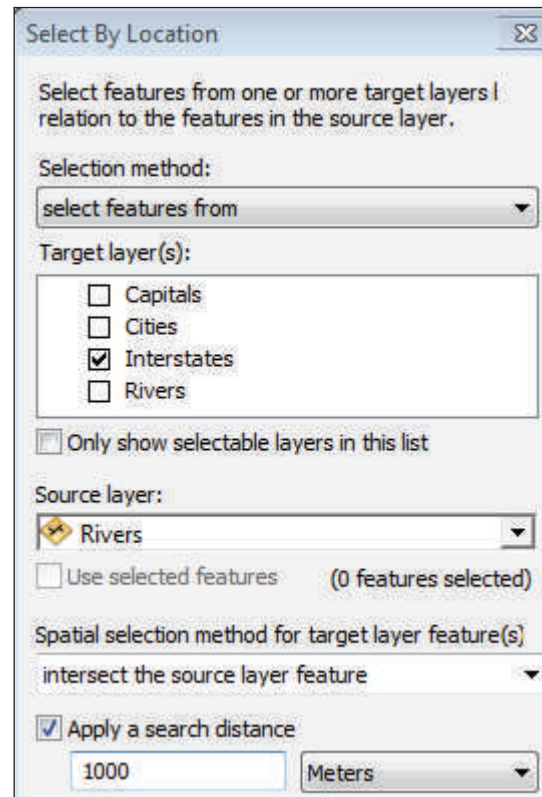 Select By Location
Select features from one or more target layers
relation to the features in the source layer.
Selection method:
select features from
Target layer(s):
Capitals
Cities
Interstates
Rivers
Only show selectable layers in this list
Source layer:
Rivers
Use selected features (0 features selected)
Spatial selection method for target layer feature(s)
intersect the source layer feature
Apply a search distance
1000 Meters